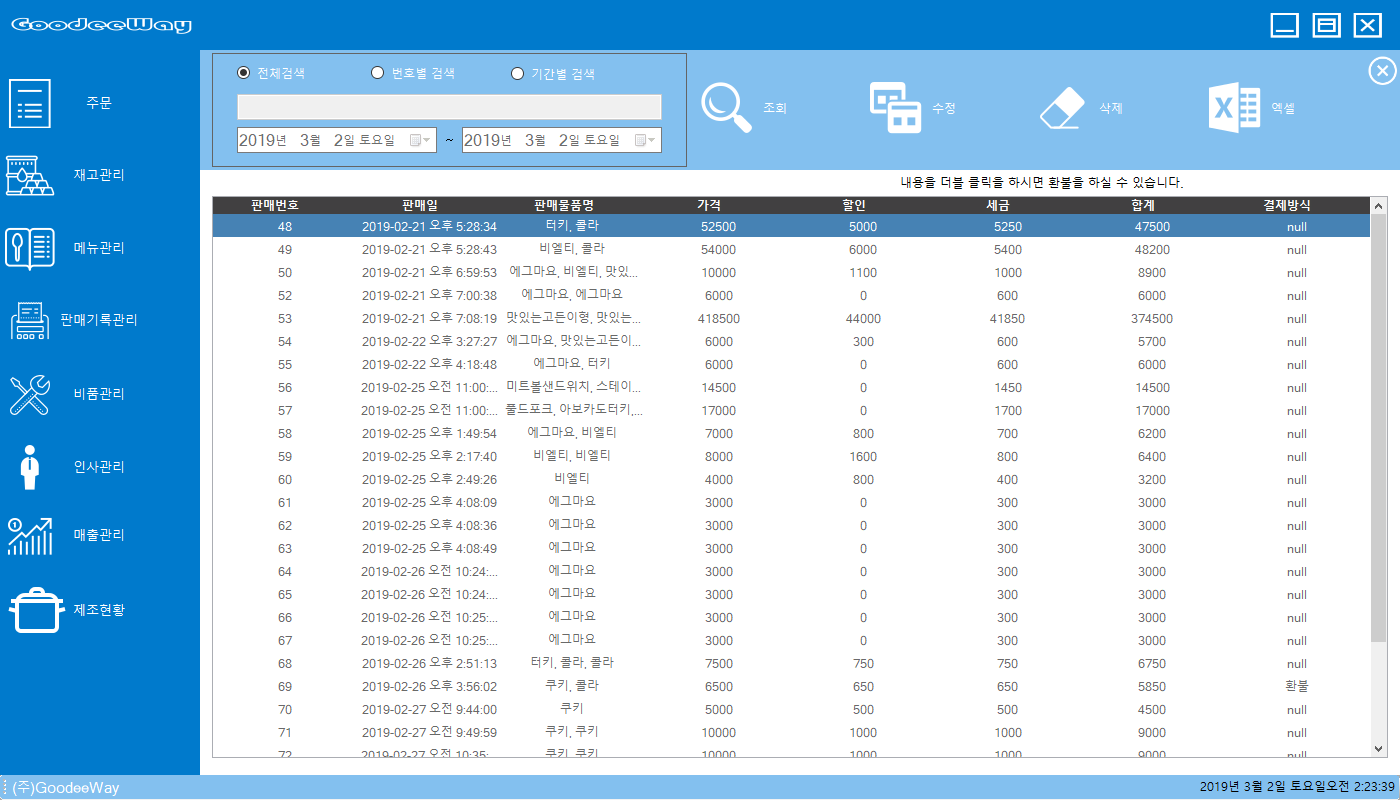 GoodeeWay
주문
재고관리
메뉴관리
판매기록관리
비품관리
인사관리
매출관리
제조현황
전체검색 번호별 검색 기간별 검색
2019년 3월 2일 토요일 ~ 2019년 3월 2일 토요일
조회 수정 삭제 엑셀
내용을 더블 클릭을 하시면 환불을 하실 수 있습니다.
판매번호 판매일 판매물품명 가격 할인 세금 합계 결제방식
48 2019-02-21 오후 5:28:34 터키, 콜라 52500 5000 5250 47500 null
49 2019-02-21 오후 5:28:43 비엘티, 콜라 54000 6000 5400 48200 null
50 2019-02-21 오후 6:59:53 에그마요, 비엘티, 맛있... 10000 1100 1000 8900 null
52 2019-02-21 오후 7:00:38 에그마요, 에그마요 6000 0 600 6000 null
53 2019-02-21 오후 7:08:19 맛있는고든이형, 맛있는... 418500 44000 41850 374500 null
54 2019-02-22 오후 3:27:27 에그마요, 맛있는고든이... 6000 300 600 5700 null
55 2019-02-22 오후 4:18:48 에그마요, 터키 6000 0 600 6000 null
56 2019-02-25 오전 11:00:... 미트볼샌드위치, 스테이... 14500 0 1450 14500 null
57 2019-02-25 오전 11:00:... 풀드포크, 아보카도터키,... 17000 0 1700 17000 null
58 2019-02-25 오후 1:49:54 에그마요, 비엘티 7000 800 700 6200 null
59 2019-02-25 오후 2:17:40 비엘티, 비엘티 8000 1600 800 6400 null
60 2019-02-25 오후 2:49:26 비엘티 4000 800 400 3200 null
61 2019-02-25 오후 4:08:09 에그마요 3000 0 300 3000 null
62 2019-02-25 오후 4:08:36 에그마요 3000 0 300 3000 null
63 2019-02-25 오후 4:08:49 에그마요 3000 0 300 3000 null
64 2019-02-26 오전 10:24:... 에그마요 3000 0 300 3000 null
65 2019-02-26 오전 10:24:... 에그마요 3000 0 300 3000 null
66 2019-02-26 오전 10:25:... 에그마요 3000 0 300 3000 null
67 2019-02-26 오전 10:25:... 에그마요 3000 0 300 3000 null
68 2019-02-26 오후 2:51:13 터키, 콜라, 콜라 7500 750 750 6750 null
69 2019-02-26 오후 3:56:02 쿠키, 콜라 6500 650 650 5850 환불
70 2019-02-27 오전 9:44:00 쿠키 5000 500 500 4500 null
71 2019-02-27 오전 9:49:59 쿠키, 쿠키 10000 1000 1000 9000 null
72 2019-02-27 오전 10:35:... 쿠키, 쿠키 10000 1000 1000 9000 null
(주)GoodeeWay
2019년 3월 2일 토요일오전 2:23:39